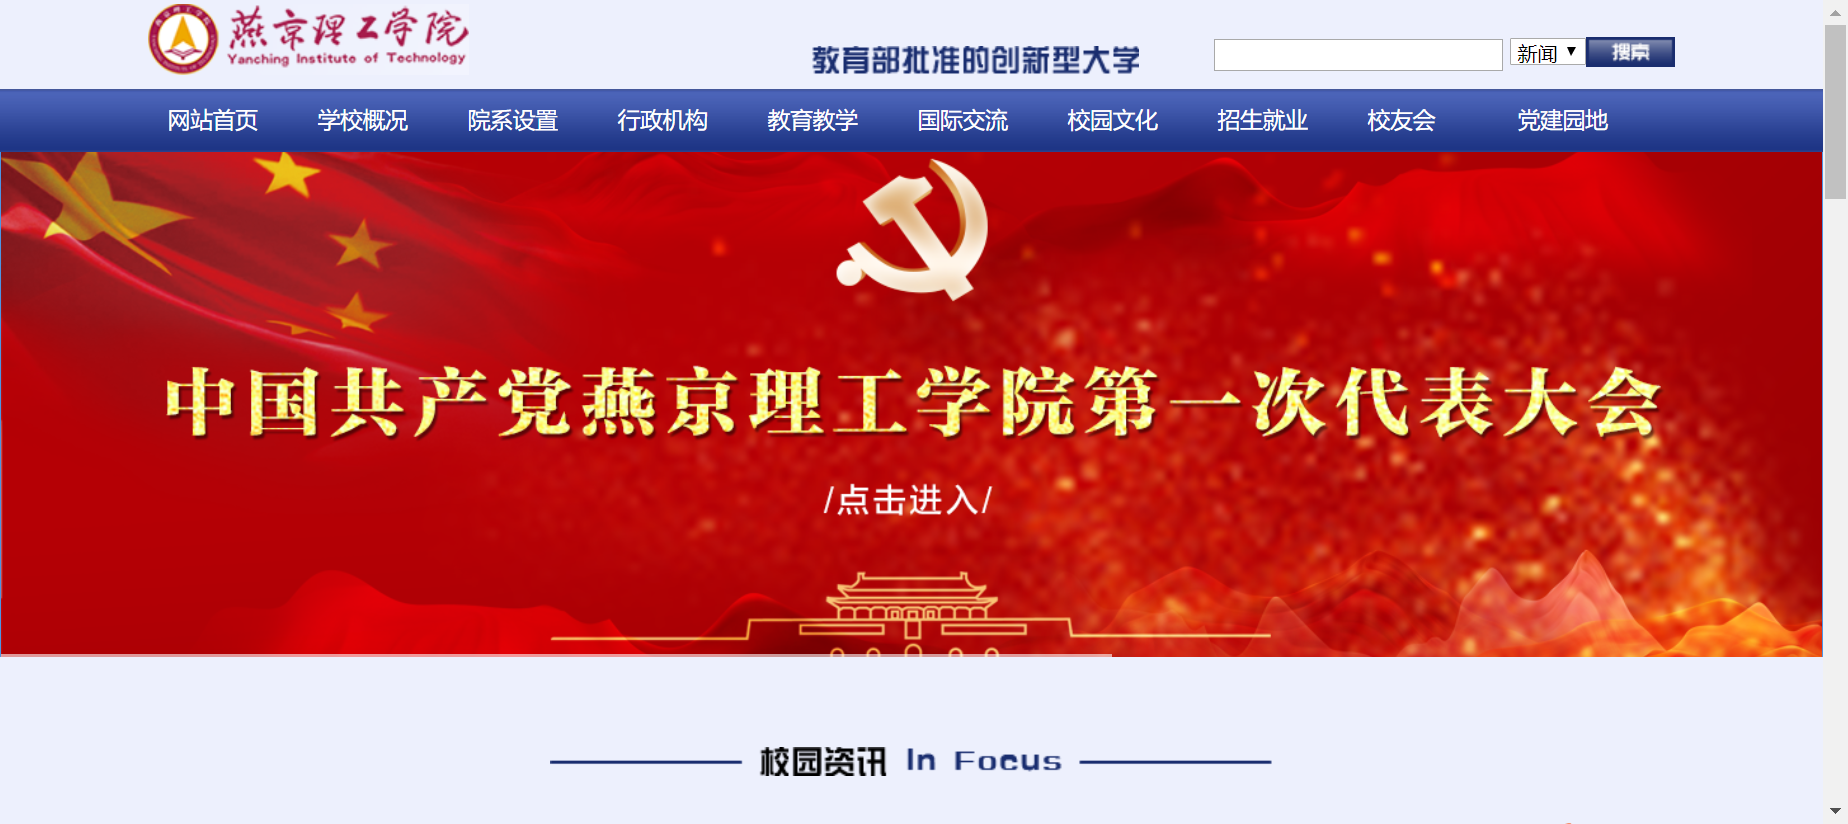 燕京理工学院
Yanching Institute of Technology
教育部批准的创新型大学
新闻
搜索
网站首页 学校概况 院系设置 行政机构 教育教学 国际交流 校园文化 招生就业 校友会 党建园地
中国共产党燕京理工学院第一次代表大会
/点击进入/
校园资讯 In Focus